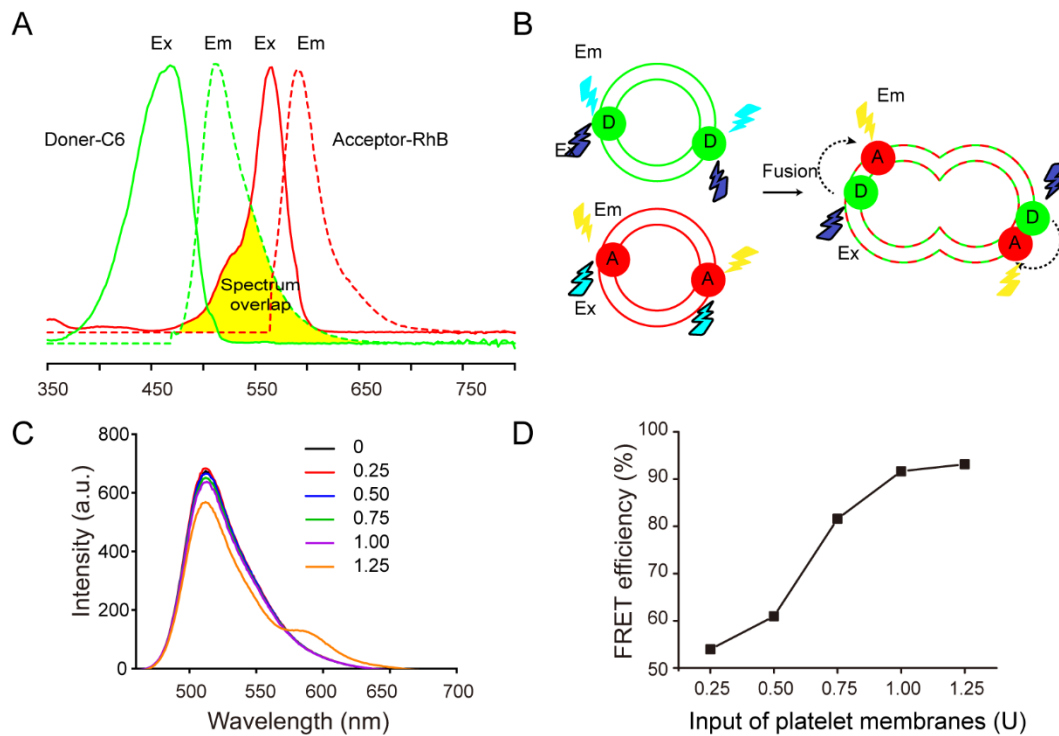 A
Ex Em Ex Em
Doner-C6
Acceptor-RhB
Spectrum
overlap
350 450 550 650 750
B
Em
D
D
Ex
Em
A
A
Ex
Fusion
Em
A
D
D
A
Ex
C
Intensity (a.u.)
800
600
400
200
0
500 550 600 650 700
Wavelength (nm)
0
0.25
0.50
0.75
1.00
1.25
D
FRET efficiency (%)
100
90
80
70
60
50
0.25 0.50 0.75 1.00 1.25
Input of platelet membranes (U)